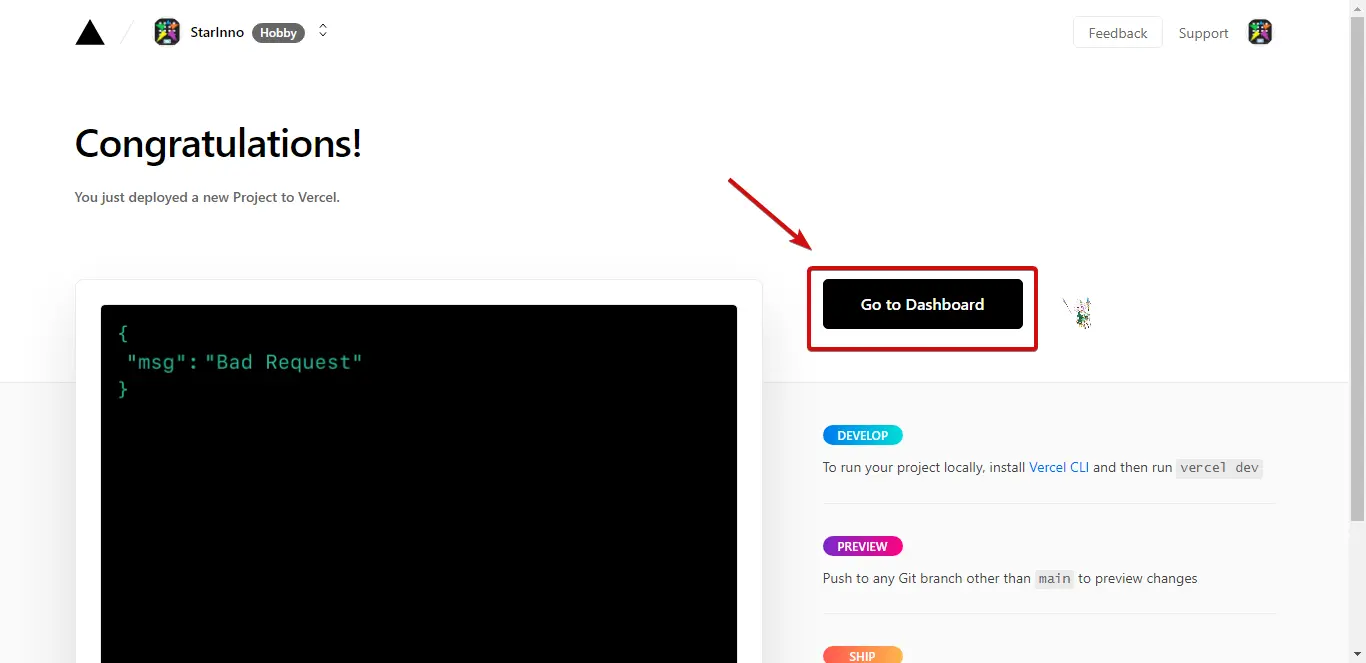 StarInno Hobby
Feedback Support
Congratulations!
You just deployed a new Project to Vercel.
Go to Dashboard
{
"msg": "Bad Request"
}
DEVELOP
To run your project locally, install Vercel CLI and then run vercel dev
PREVIEW
Push to any Git branch other than main to preview changes
SHIP